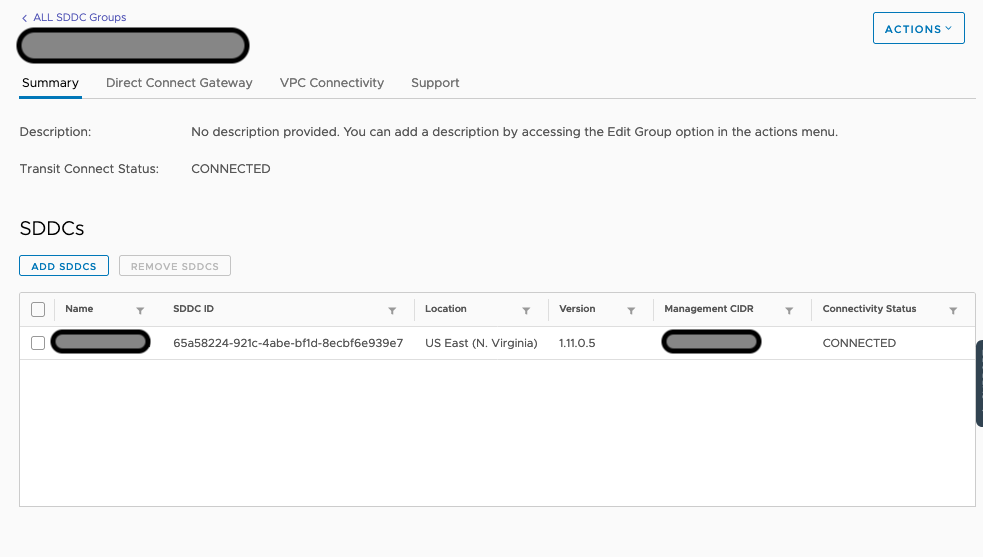 ALL SDDC Groups
ACTIONS
Summary Direct Connect Gateway VPC Connectivity Support
Description: No description provided. You can add a description by accessing the Edit Group option in the actions menu.
Transit Connect Status: CONNECTED
SDDCs
ADD SDDCS REMOVE SDDCS
Name SDDC ID Location Version Management CIDR Connectivity Status
65a58224-921c-4abe-bf1d-8ecbf6e939e7 US East (N. Virginia) 1.11.0.5 CONNECTED